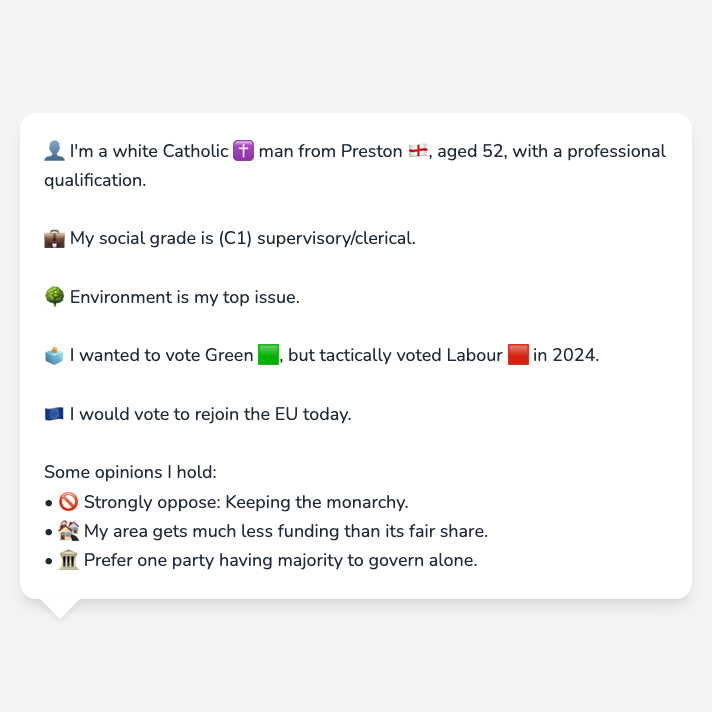 👤 I'm a white Catholic ✝️ man from Preston 🏴󠁧󠁢󠁥󠁮󠁧󠁿, aged 52, with a professional
qualification.
💼 My social grade is (C1) supervisory/clerical.
🌳 Environment is my top issue.
🗳️ I wanted to vote Green 🟩, but tactically voted Labour 🟥 in 2024.
🇪🇺 I would vote to rejoin the EU today.
Some opinions I hold:
• 🚫 Strongly oppose: Keeping the monarchy.
• 🏘️ My area gets much less funding than its fair share.
• 🏛️ Prefer one party having majority to govern alone.